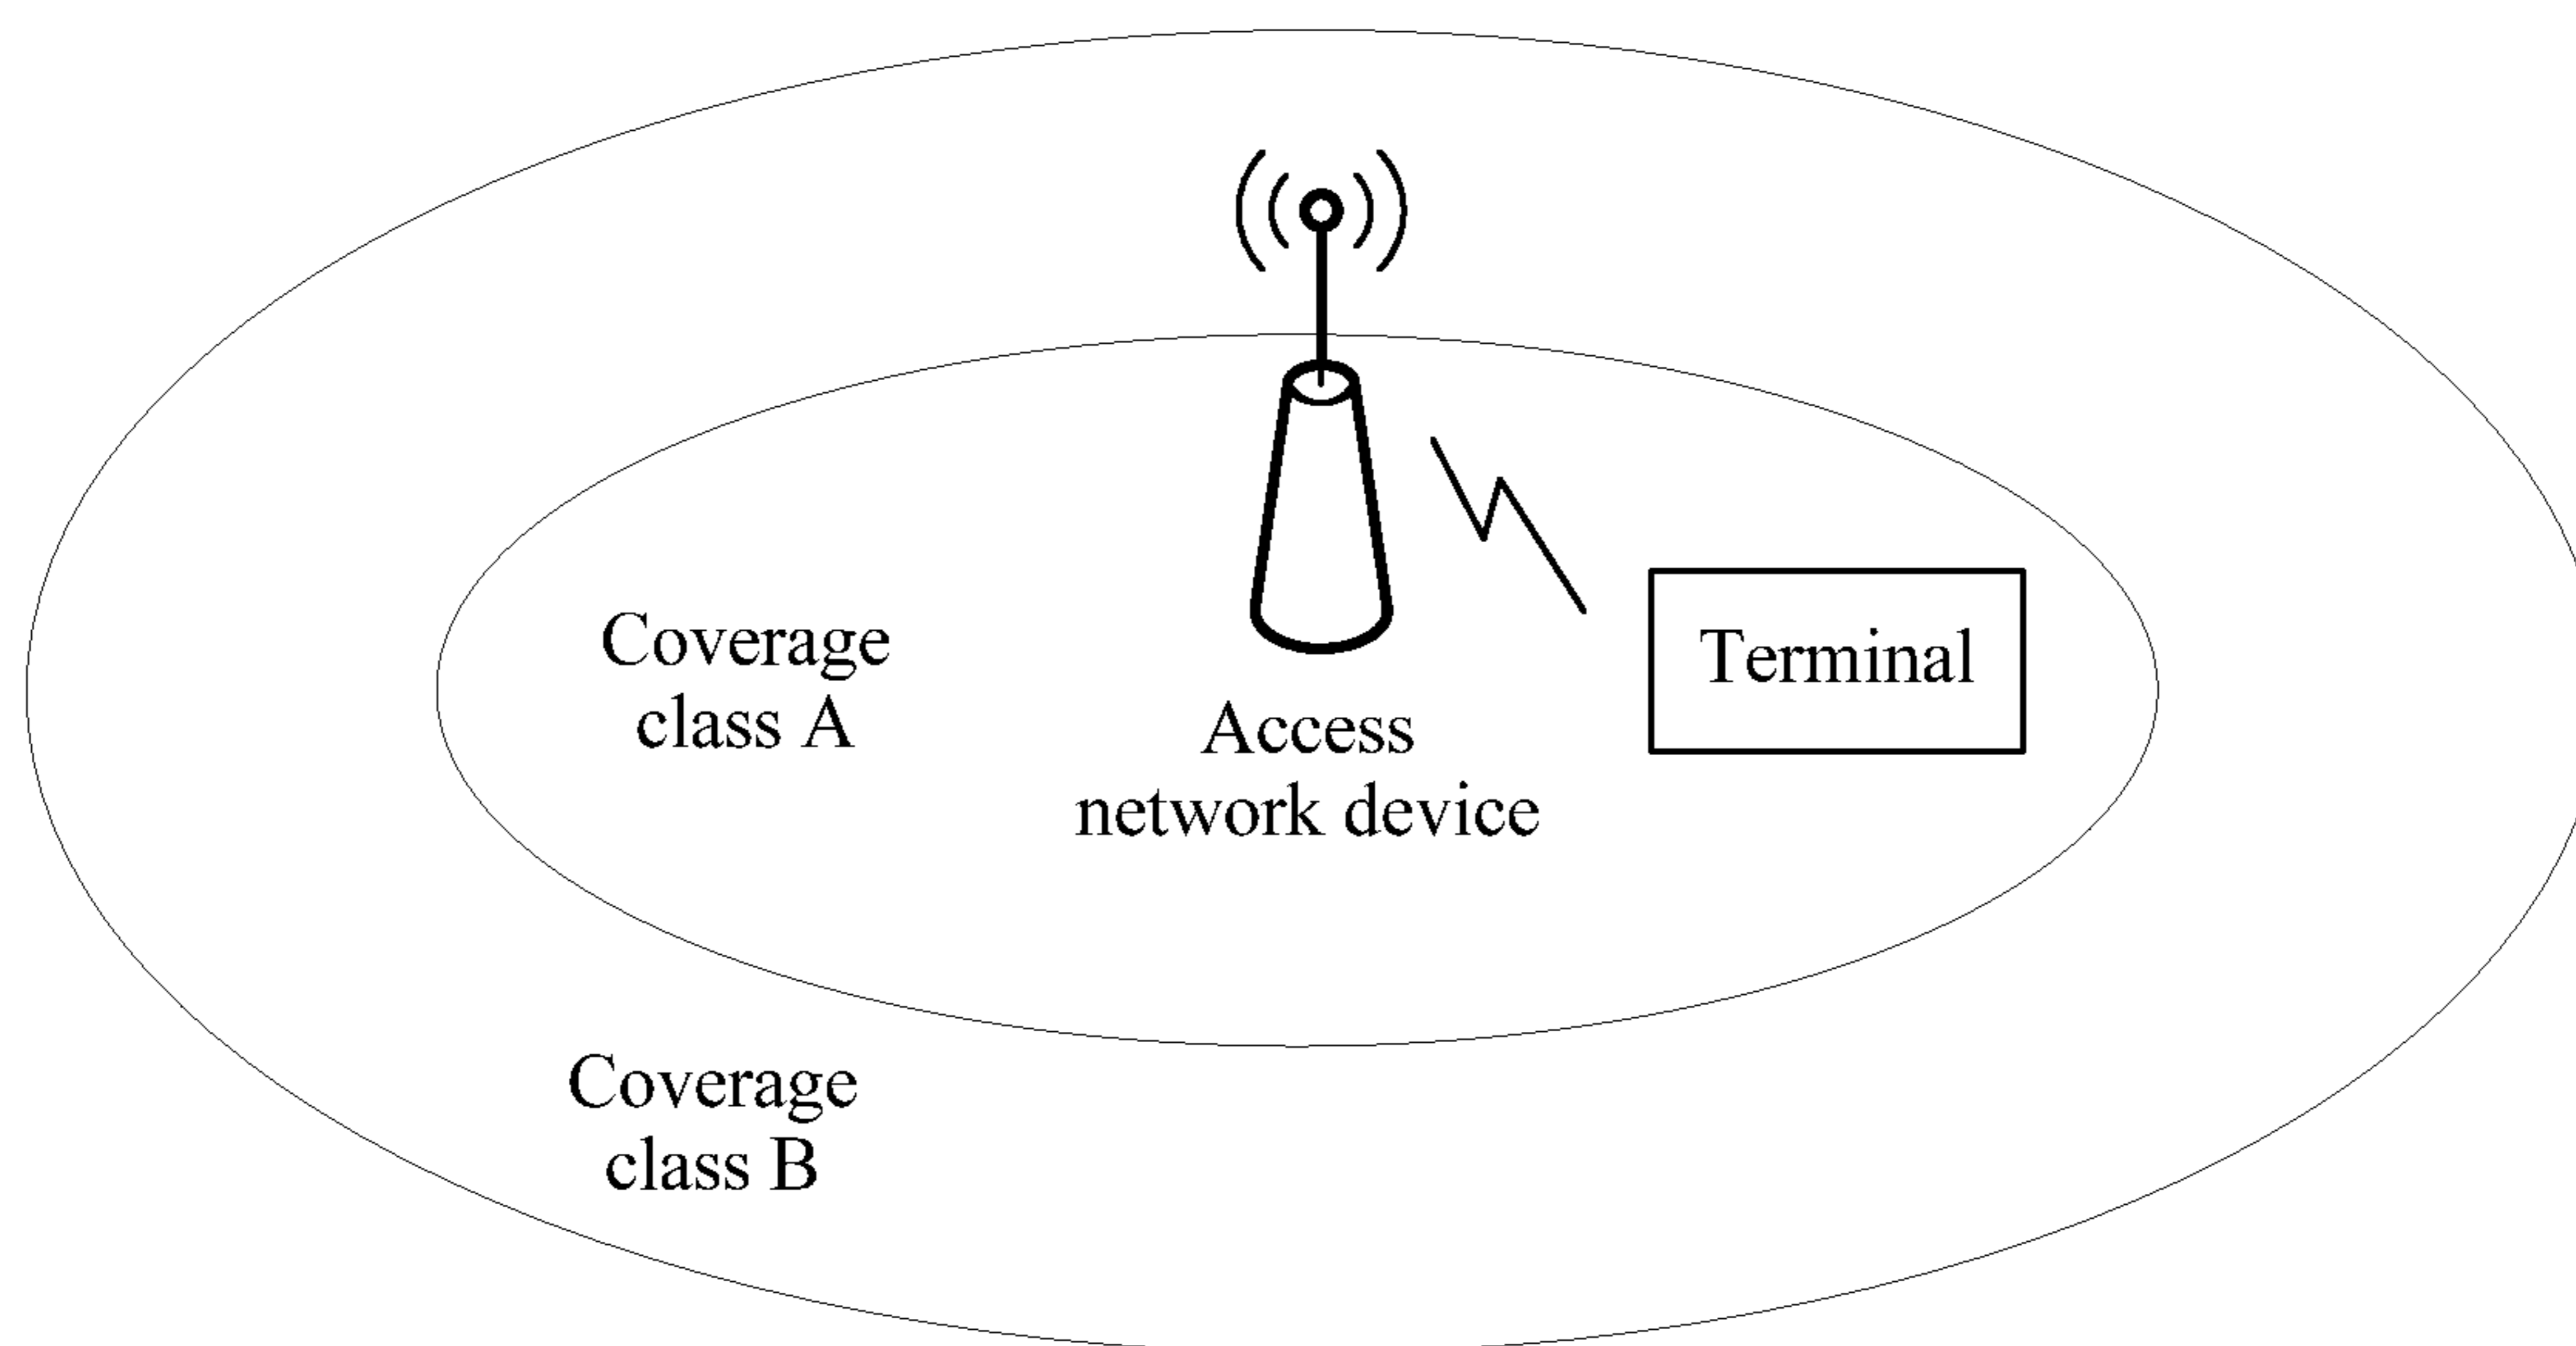 Coverage
class A
Access
network device
Terminal
Coverage
class B